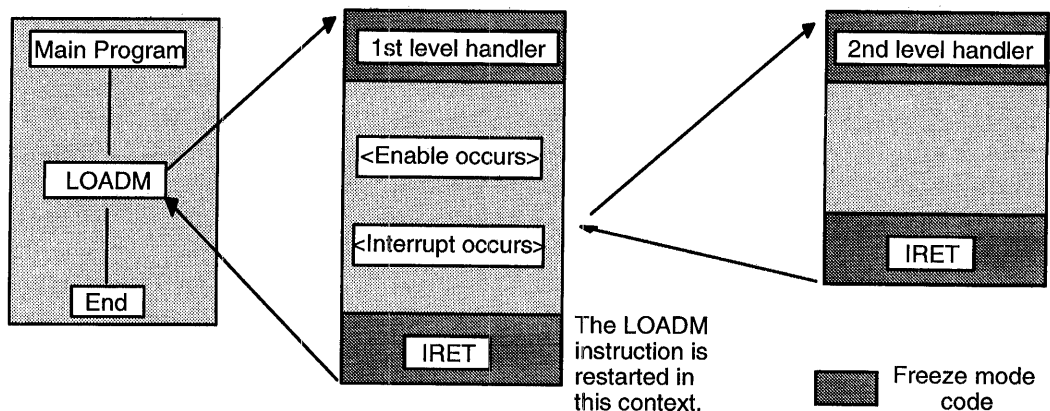 Main Program
LOADM
End
1st level handler
<Enable occurs>
<Interrupt occurs>
IRET
The LOADM
instruction is
restarted in
this context.
2nd level handler
IRET
Freeze mode
code